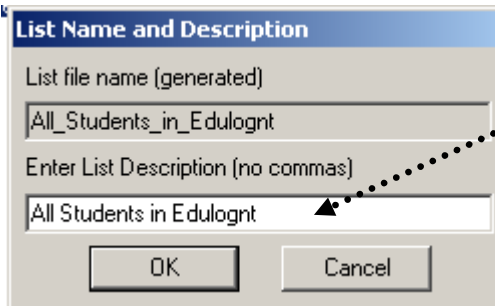 List Name and Description
List file name (generated)
All_Students_in_Edulognt
Enter List Description (no commas)
All Students in Edulognt
OK Cancel